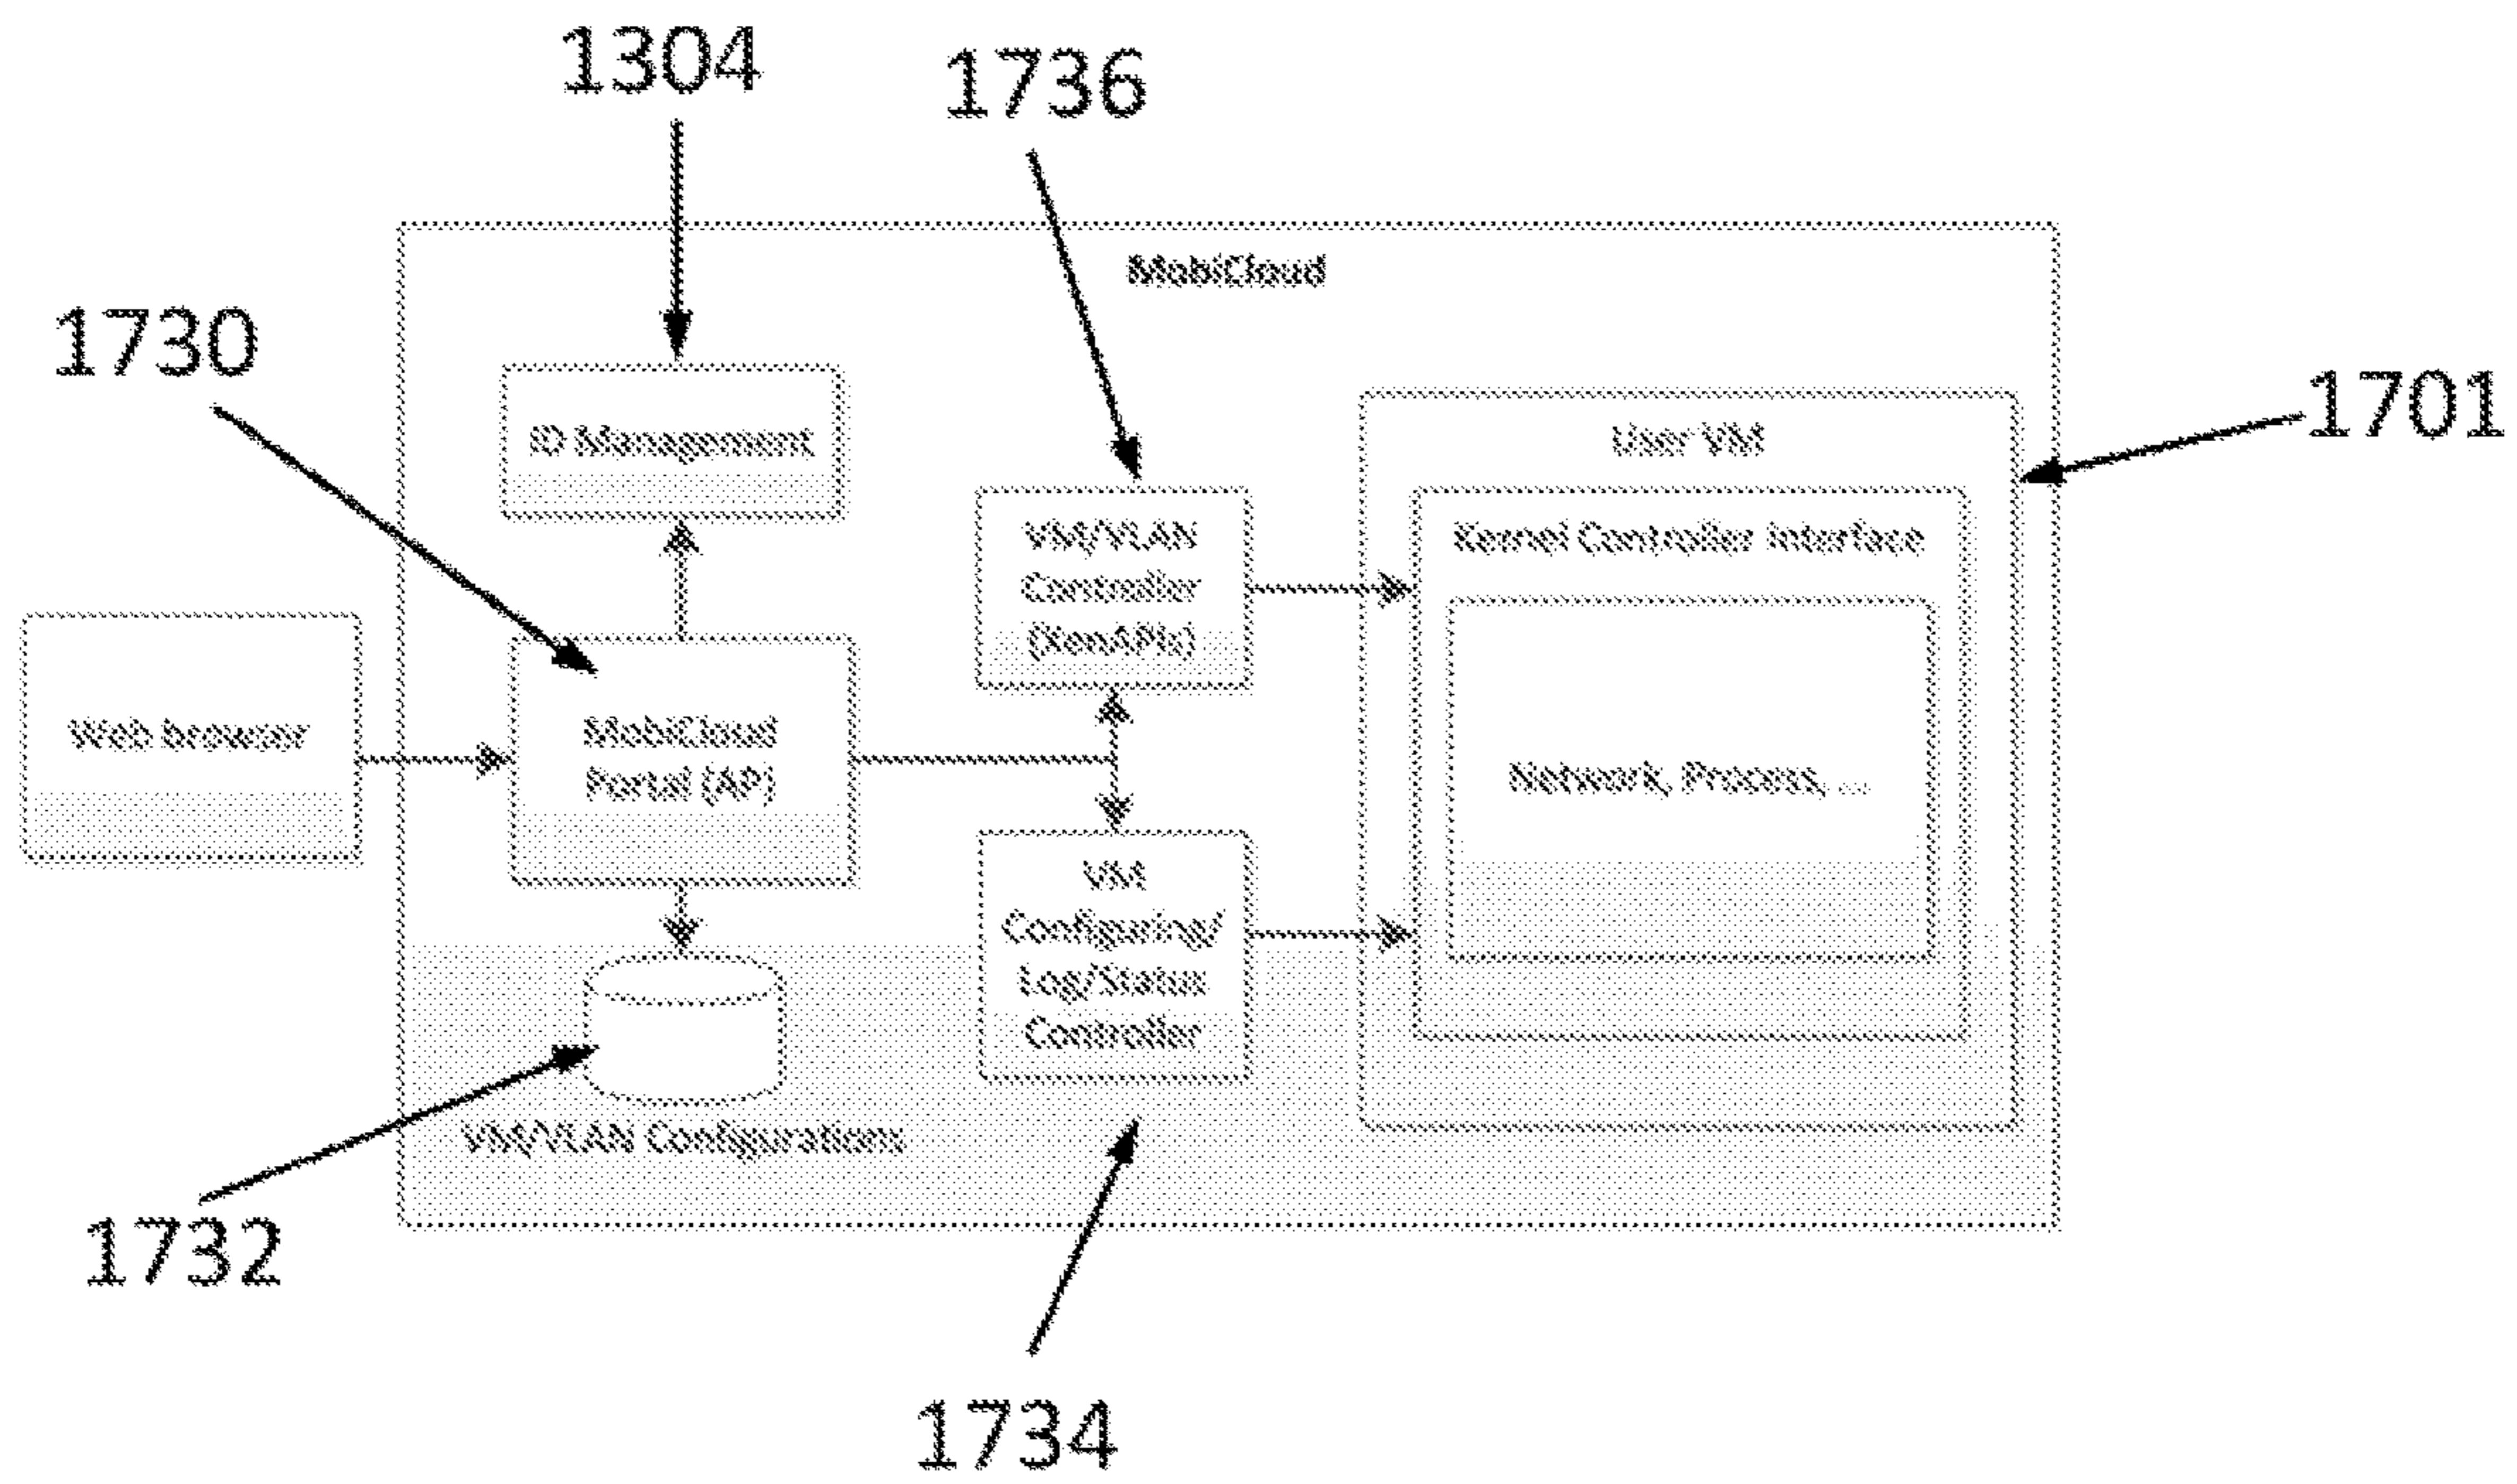 1304
1736
MobiCloud
1730
1701
ID Management
User VM
VM/VLAN
Controller
(XenAPIs)
Kernel Controller Interface
Web browser
MobiCloud
Portal (AP)
Network, Process, ...
VM
Configuring/
Log/Status
Controller
VM/VLAN Configurations
1732
1734